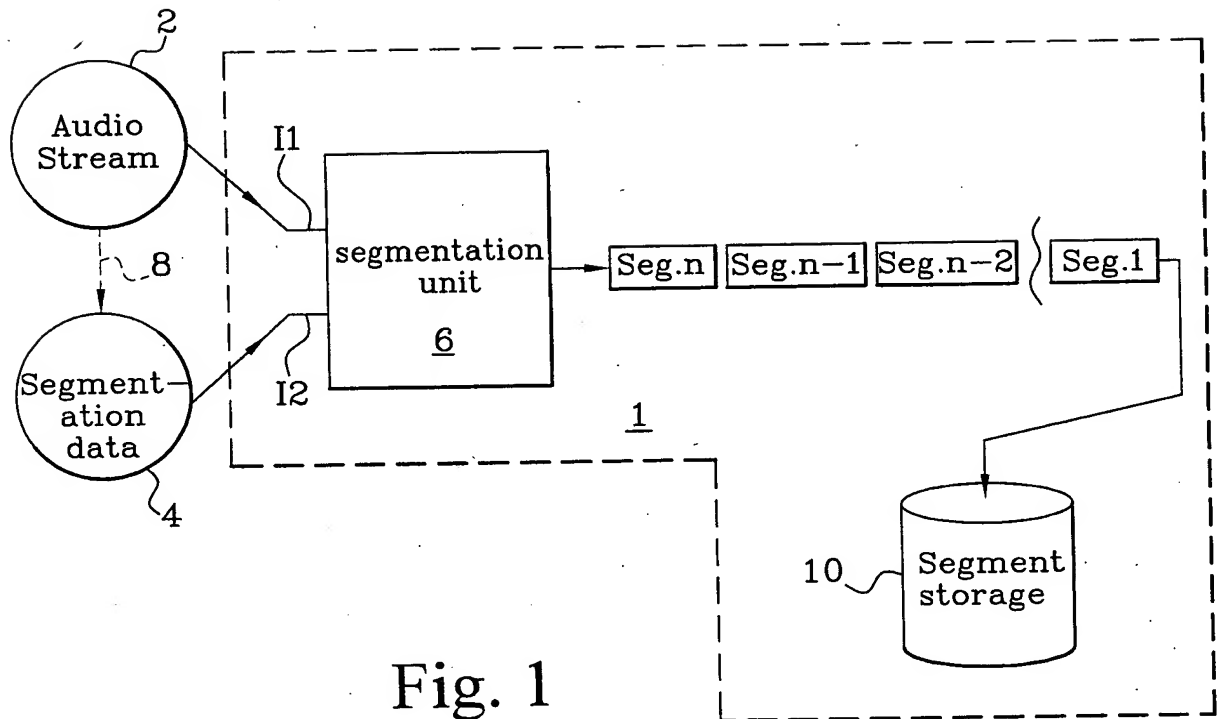 2
Audio
Stream
I1
8
segmentation
unit
6
Seg.n
Seg.n-1
Seg.n-2
Seg.1
Segment-
ation
data
I2
4
1
10
Segment
storage
Fig. 1